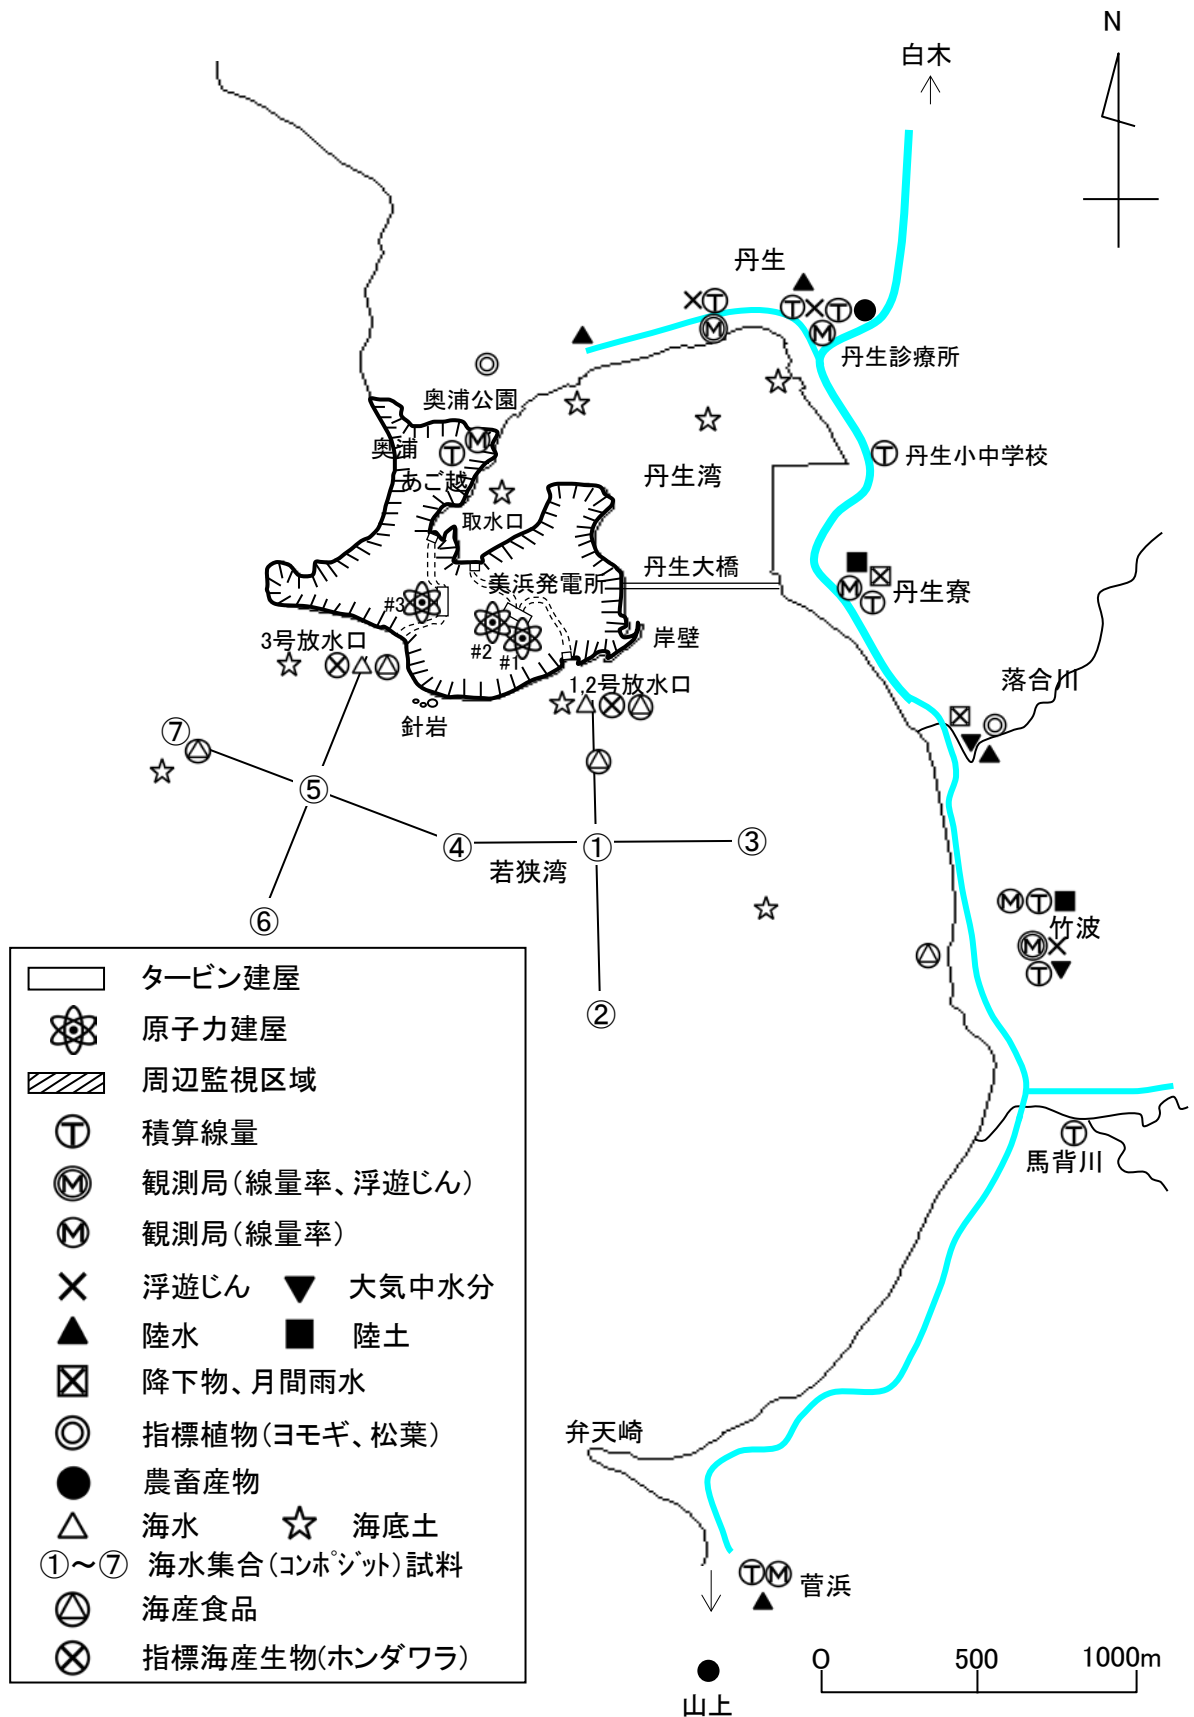 N
白木
丹生
丹生診療所
奥浦公園
奥浦
あご越
丹生湾
丹生小中学校
取水口
美浜発電所
丹生大橋
丹生寮
#3
#2
#1
3号放水口
岸壁
落合川
1,2号放水口
針岩
⑦
⑤
④
①
③
若狭湾
⑥
竹波
②
タービン建屋
原子力建屋
周辺監視区域
T 積算線量
M 観測局(線量率、浮遊じん)
M 観測局(線量率)
浮遊じん 大気中水分
陸水 陸土
降下物、月間雨水
指標植物(ヨモギ、松葉)
農畜産物
海水 海底土
①~⑦ 海水集合(コンポジット)試料
海産食品
指標海産生物(ホンダワラ)
馬背川
弁天崎
菅浜
山上
0 500 1000m